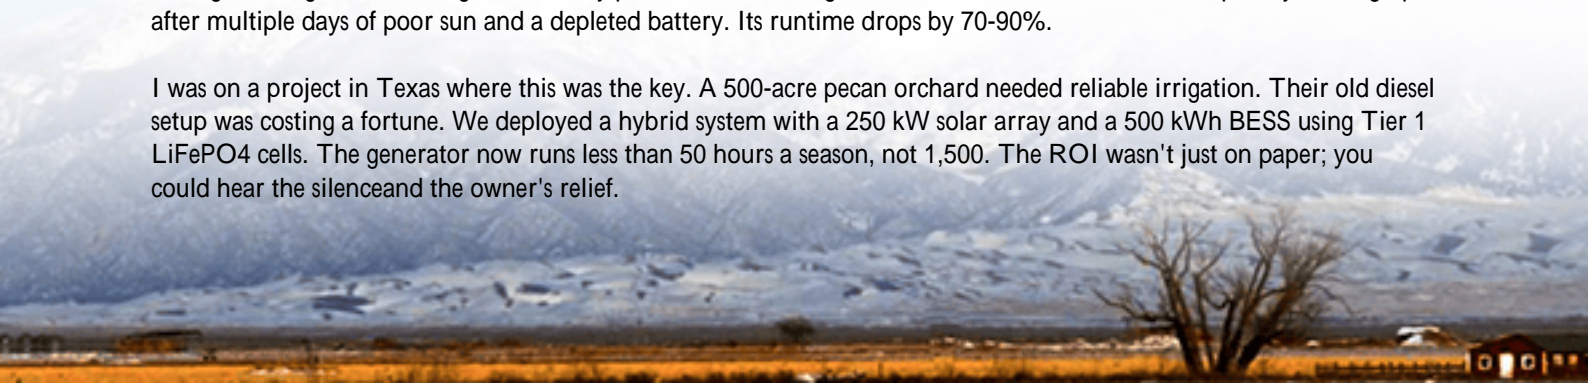 after multiple days of poor sun and a depleted battery. Its runtime drops by 70-90%.
I was on a project in Texas where this was the key. A 500-acre pecan orchard needed reliable irrigation. Their old diesel
setup was costing a fortune. We deployed a hybrid system with a 250 kW solar array and a 500 kWh BESS using Tier 1
LiFePO4 cells. The generator now runs less than 50 hours a season, not 1,500. The ROI wasn't just on paper; you
could hear the silenceand the owner's relief.